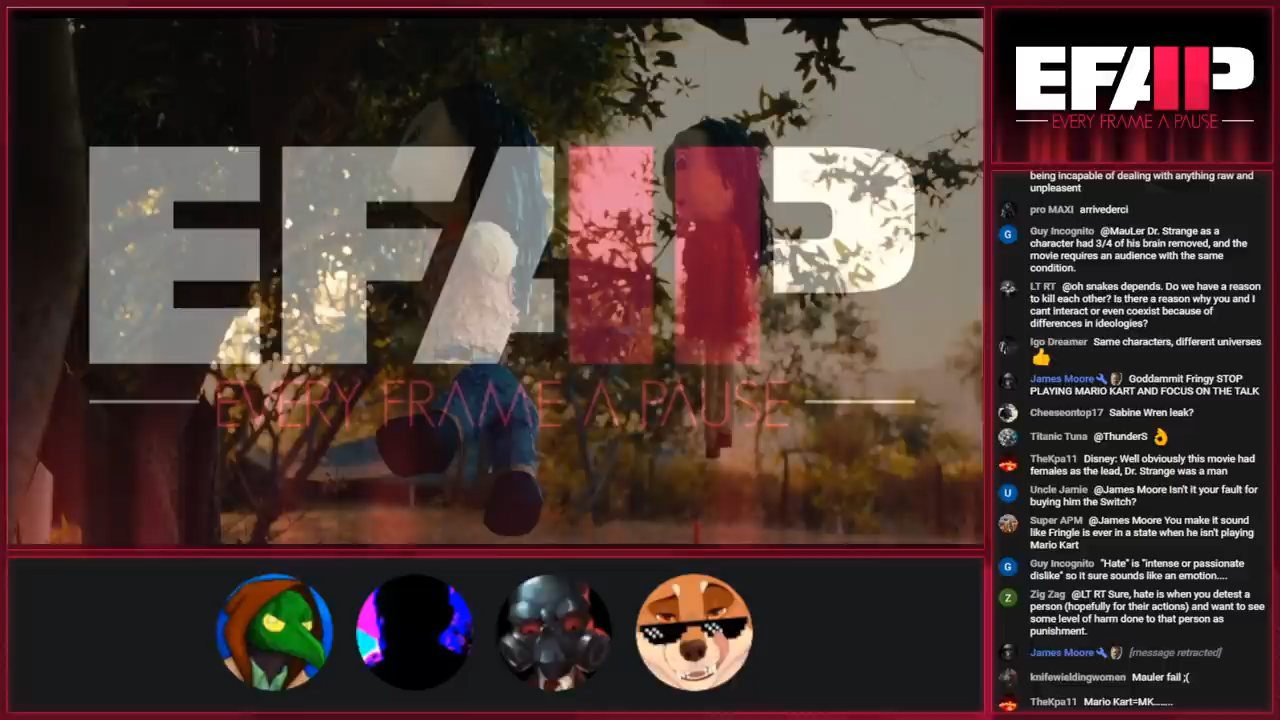 EFAP
EVERY FRAME A PAUSE
EFAP
EVERY FRAME A PAUSE
being incapable of dealing with anything raw and
unpleasent
pro MAXI arrivederci
G
Guy Incognito @MauLer Dr. Strange as a
character had 3/4 of his brain removed, and the
movie requires an audience with the same
condition.
LT RT @oh snakes depends. Do we have a reason
to kill each other? Is there a reason why you and I
cant interact or even coexist because of
differences in ideologies?
Igo Dreamer Same characters, different universes
👍
James Moore Goddammit Fringy STOP
PLAYING MARIO KART AND FOCUS ON THE TALK
Cheeseontop17 Sabine Wren leak?
Titanic Tuna @ThunderS 👌
TheKpa11 Disney: Well obviously this movie had
females as the lead, Dr. Strange was a man
U
Uncle Jamie @James Moore Isn't it your fault for
buying him the Switch?
Super APM @James Moore You make it sound
like Fringle is ever in a state when he isn't playing
Mario Kart
G
Guy Incognito "Hate" is "intense or passionate
dislike" so it sure sounds like an emotion....
Z
Zig Zag @LT RT Sure, hate is when you detest a
person (hopefully for their actions) and want to see
some level of harm done to that person as
punishment.
James Moore [message retracted]
knifewieldingwomen Mauler fail ;(
TheKpa11 Mario Kart=MK.......